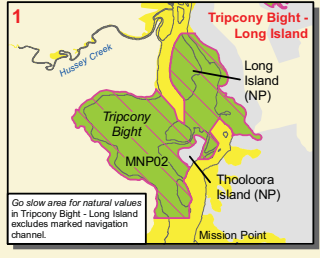 1
Tripcony Bight -
Long Island
Hussey Creek
Long
Island
(NP)
Tripcony
Bight
MNP02
Thooloora
Island (NP)
Go slow area for natural values
in Tripcony Bight - Long Island
excludes marked navigation
channel.
Mission Point